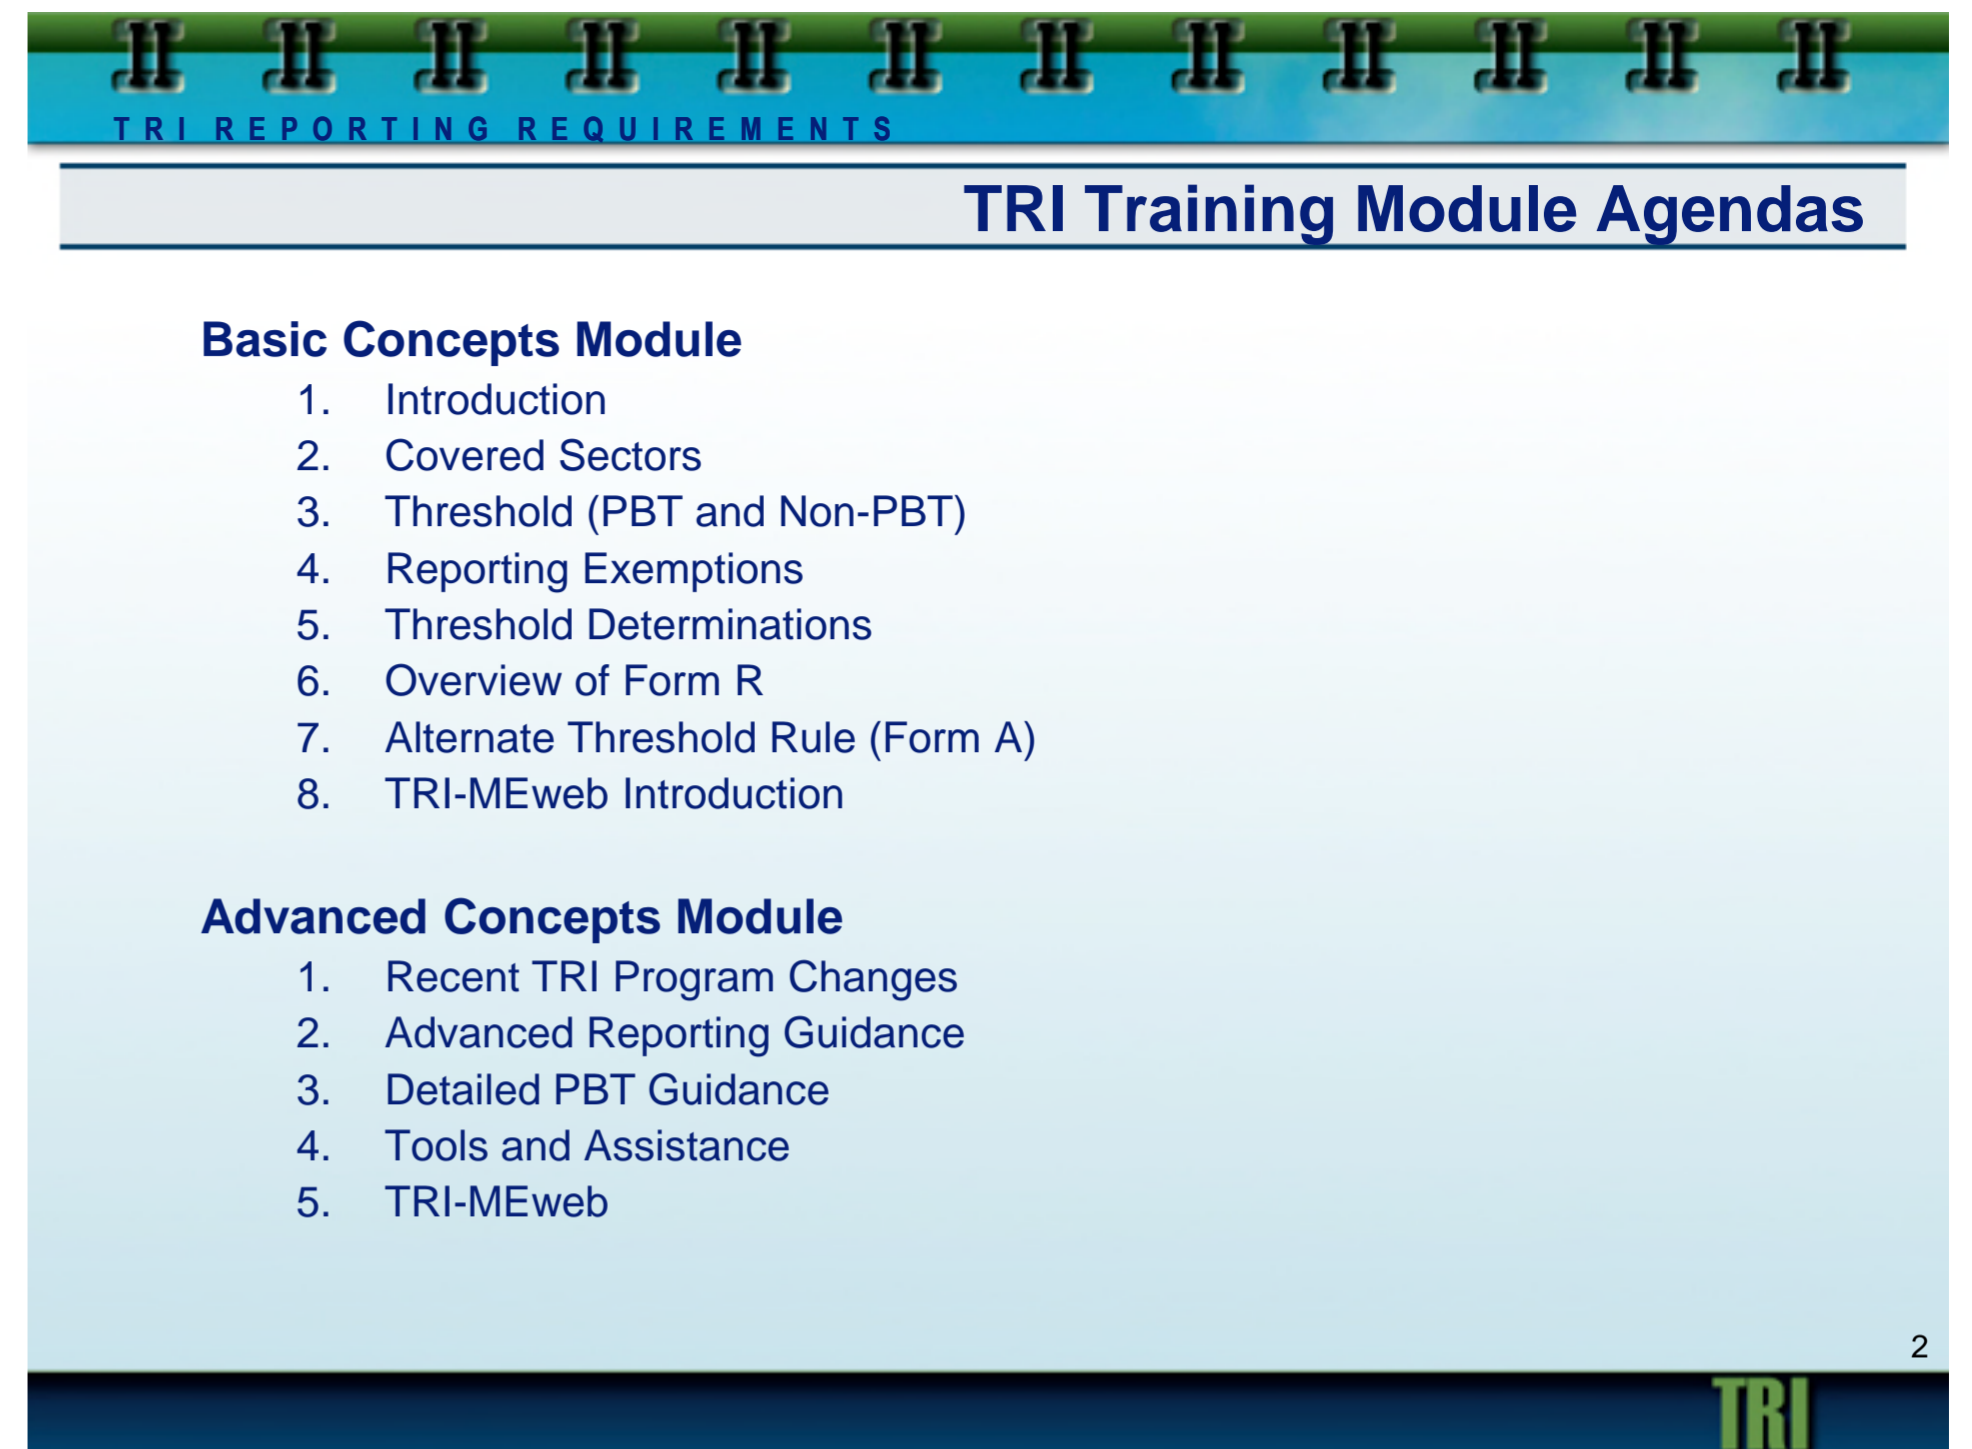 TRI REPORTING REQUIREMENTS
TRI Training Module Agendas
Basic Concepts Module
1. Introduction
2. Covered Sectors
3. Threshold (PBT and Non-PBT)
4. Reporting Exemptions
5. Threshold Determinations
6. Overview of Form R
7. Alternate Threshold Rule (Form A)
8. TRI-MEweb Introduction
Advanced Concepts Module
1. Recent TRI Program Changes
2. Advanced Reporting Guidance
3. Detailed PBT Guidance
4. Tools and Assistance
5. TRI-MEweb
2
TRI